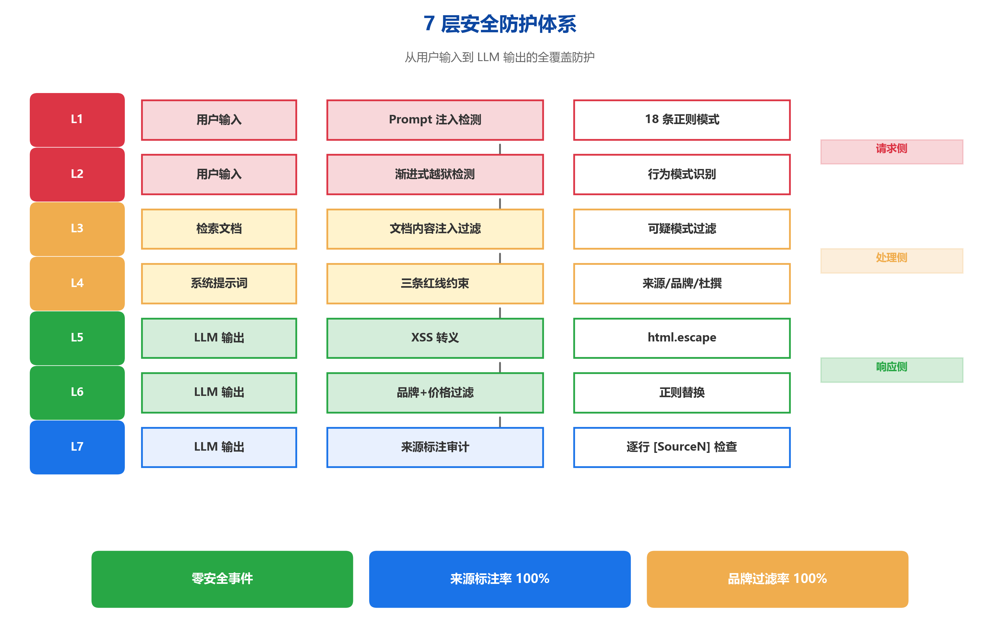 7 层安全防护体系
从用户输入到 LLM 输出的全覆盖防护
L1
用户输入
Prompt 注入检测
18 条正则模式
请求侧
L2
用户输入
渐进式越狱检测
行为模式识别
L3
检索文档
文档内容注入过滤
可疑模式过滤
处理侧
L4
系统提示词
三条红线约束
来源/品牌/杜撰
L5
LLM 输出
XSS 转义
html.escape
响应侧
L6
LLM 输出
品牌+价格过滤
正则替换
L7
LLM 输出
来源标注审计
逐行 [SourceN] 检查
零安全事件
来源标注率 100%
品牌过滤率 100%